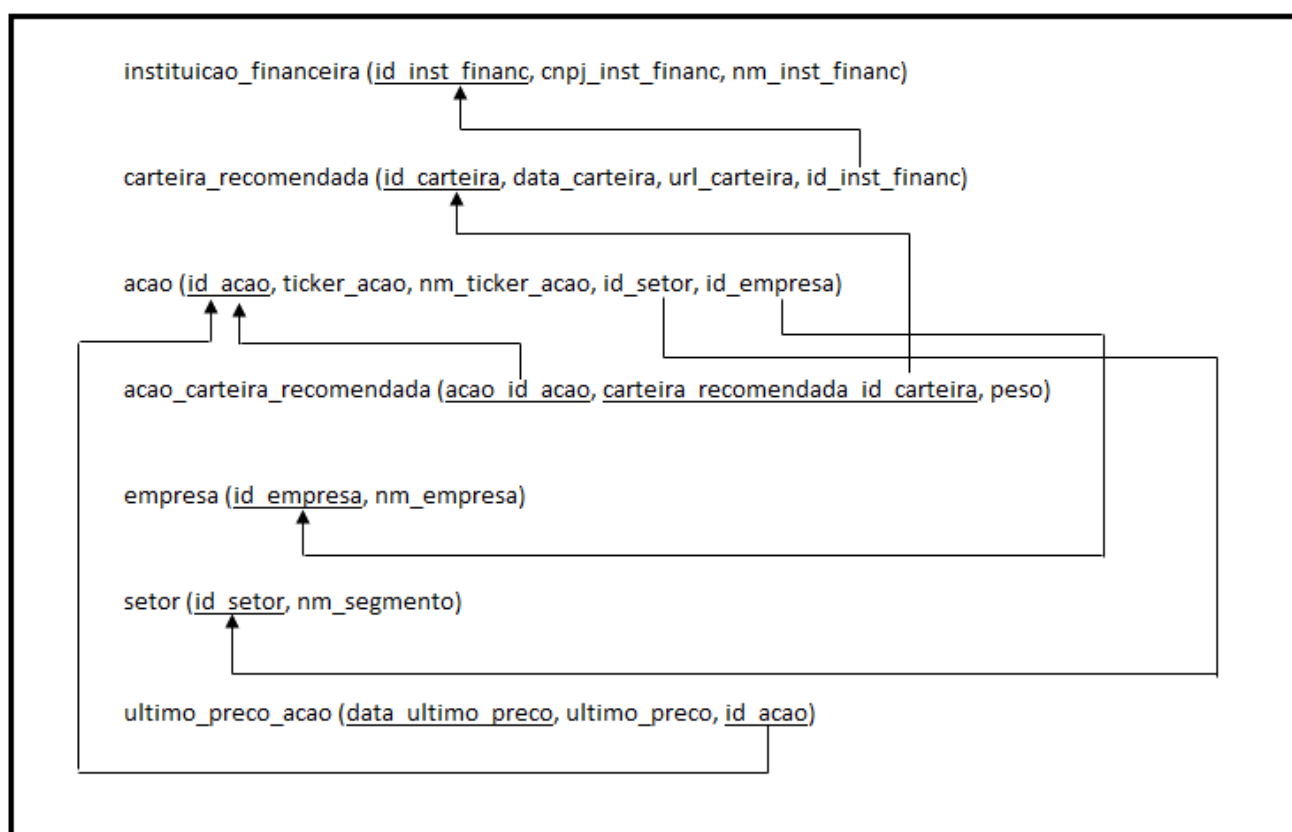 instituicao_financeira (id_inst_financ, cnpj_inst_financ, nm_inst_financ)
carteira_recomendada (id_carteira, data_carteira, url_carteira, id_inst_financ)
acao (id_acao, ticker_acao, nm_ticker_acao, id_setor, id_empresa)
acao_carteira_recomendada (acao_id_acao, carteira_recomendada_id_carteira, peso)
empresa (id_empresa, nm_empresa)
setor (id_setor, nm_segmento)
ultimo_preco_acao (data_ultimo_preco, ultimo_preco, id_acao)